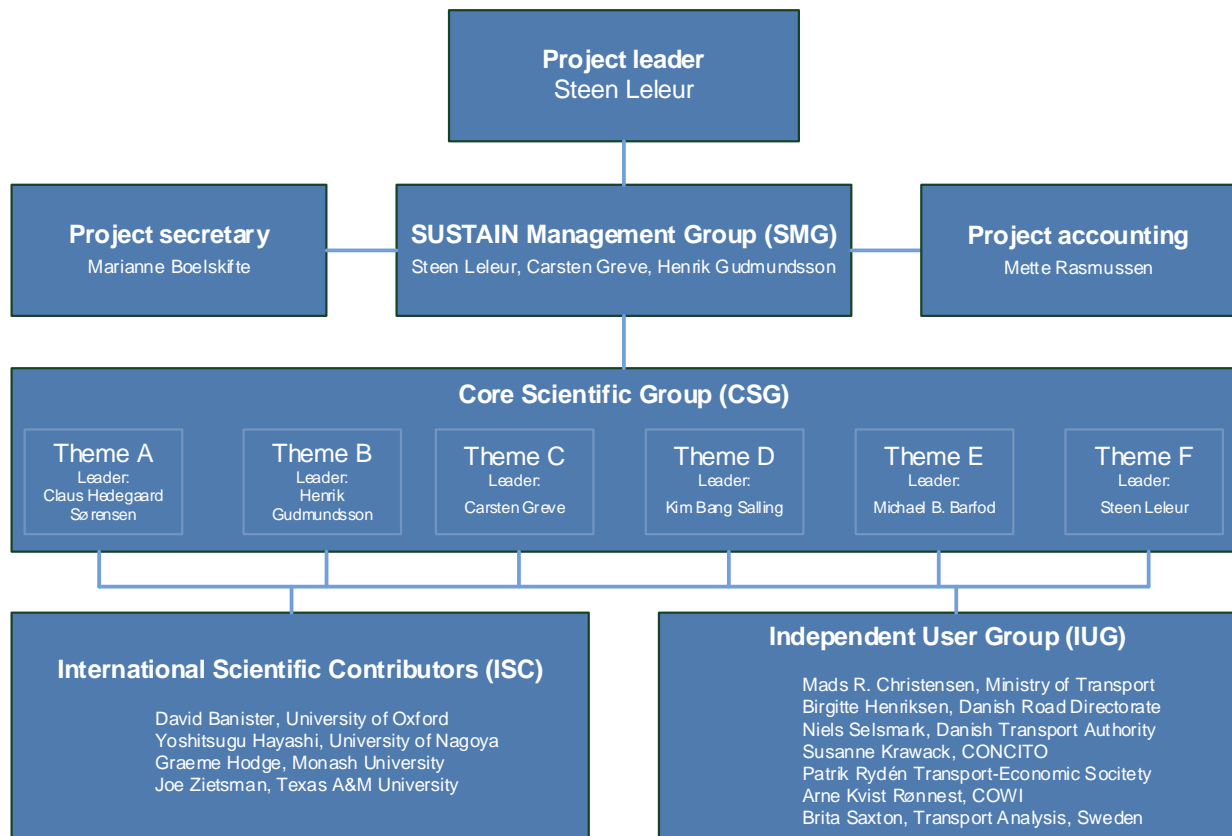 Project leader
Steen Leleur
Project secretary
Marianne Boelskifte
SUSTAIN Management Group (SMG)
Steen Leleur, Carsten Greve, Henrik Gudmundsson
Project accounting
Mette Rasmussen
Core Scientific Group (CSG)
Theme A
Leader:
Claus Hedegaard
Sørensen
Theme B
Leader:
Henrik
Gudmundsson
Theme C
Leader:
Carsten Greve
Theme D
Leader:
Kim Bang Salling
Theme E
Leader:
Michael B. Barfod
Theme F
Leader:
Steen Leleur
International Scientific Contributors (ISC)
David Banister, University of Oxford
Yoshitsugu Hayashi, University of Nagoya
Graeme Hodge, Monash University
Joe Zietsman, Texas A&M University
Independent User Group (IUG)
Mads R. Christensen, Ministry of Transport
Birgitte Henriksen, Danish Road Directorate
Niels Selsmark, Danish Transport Authority
Susanne Krawack, CONCITO
Patrik Rydén Transport-Economic Socitety
Arne Kvist Rønnest, COWI
Brita Saxton, Transport Analysis, Sweden